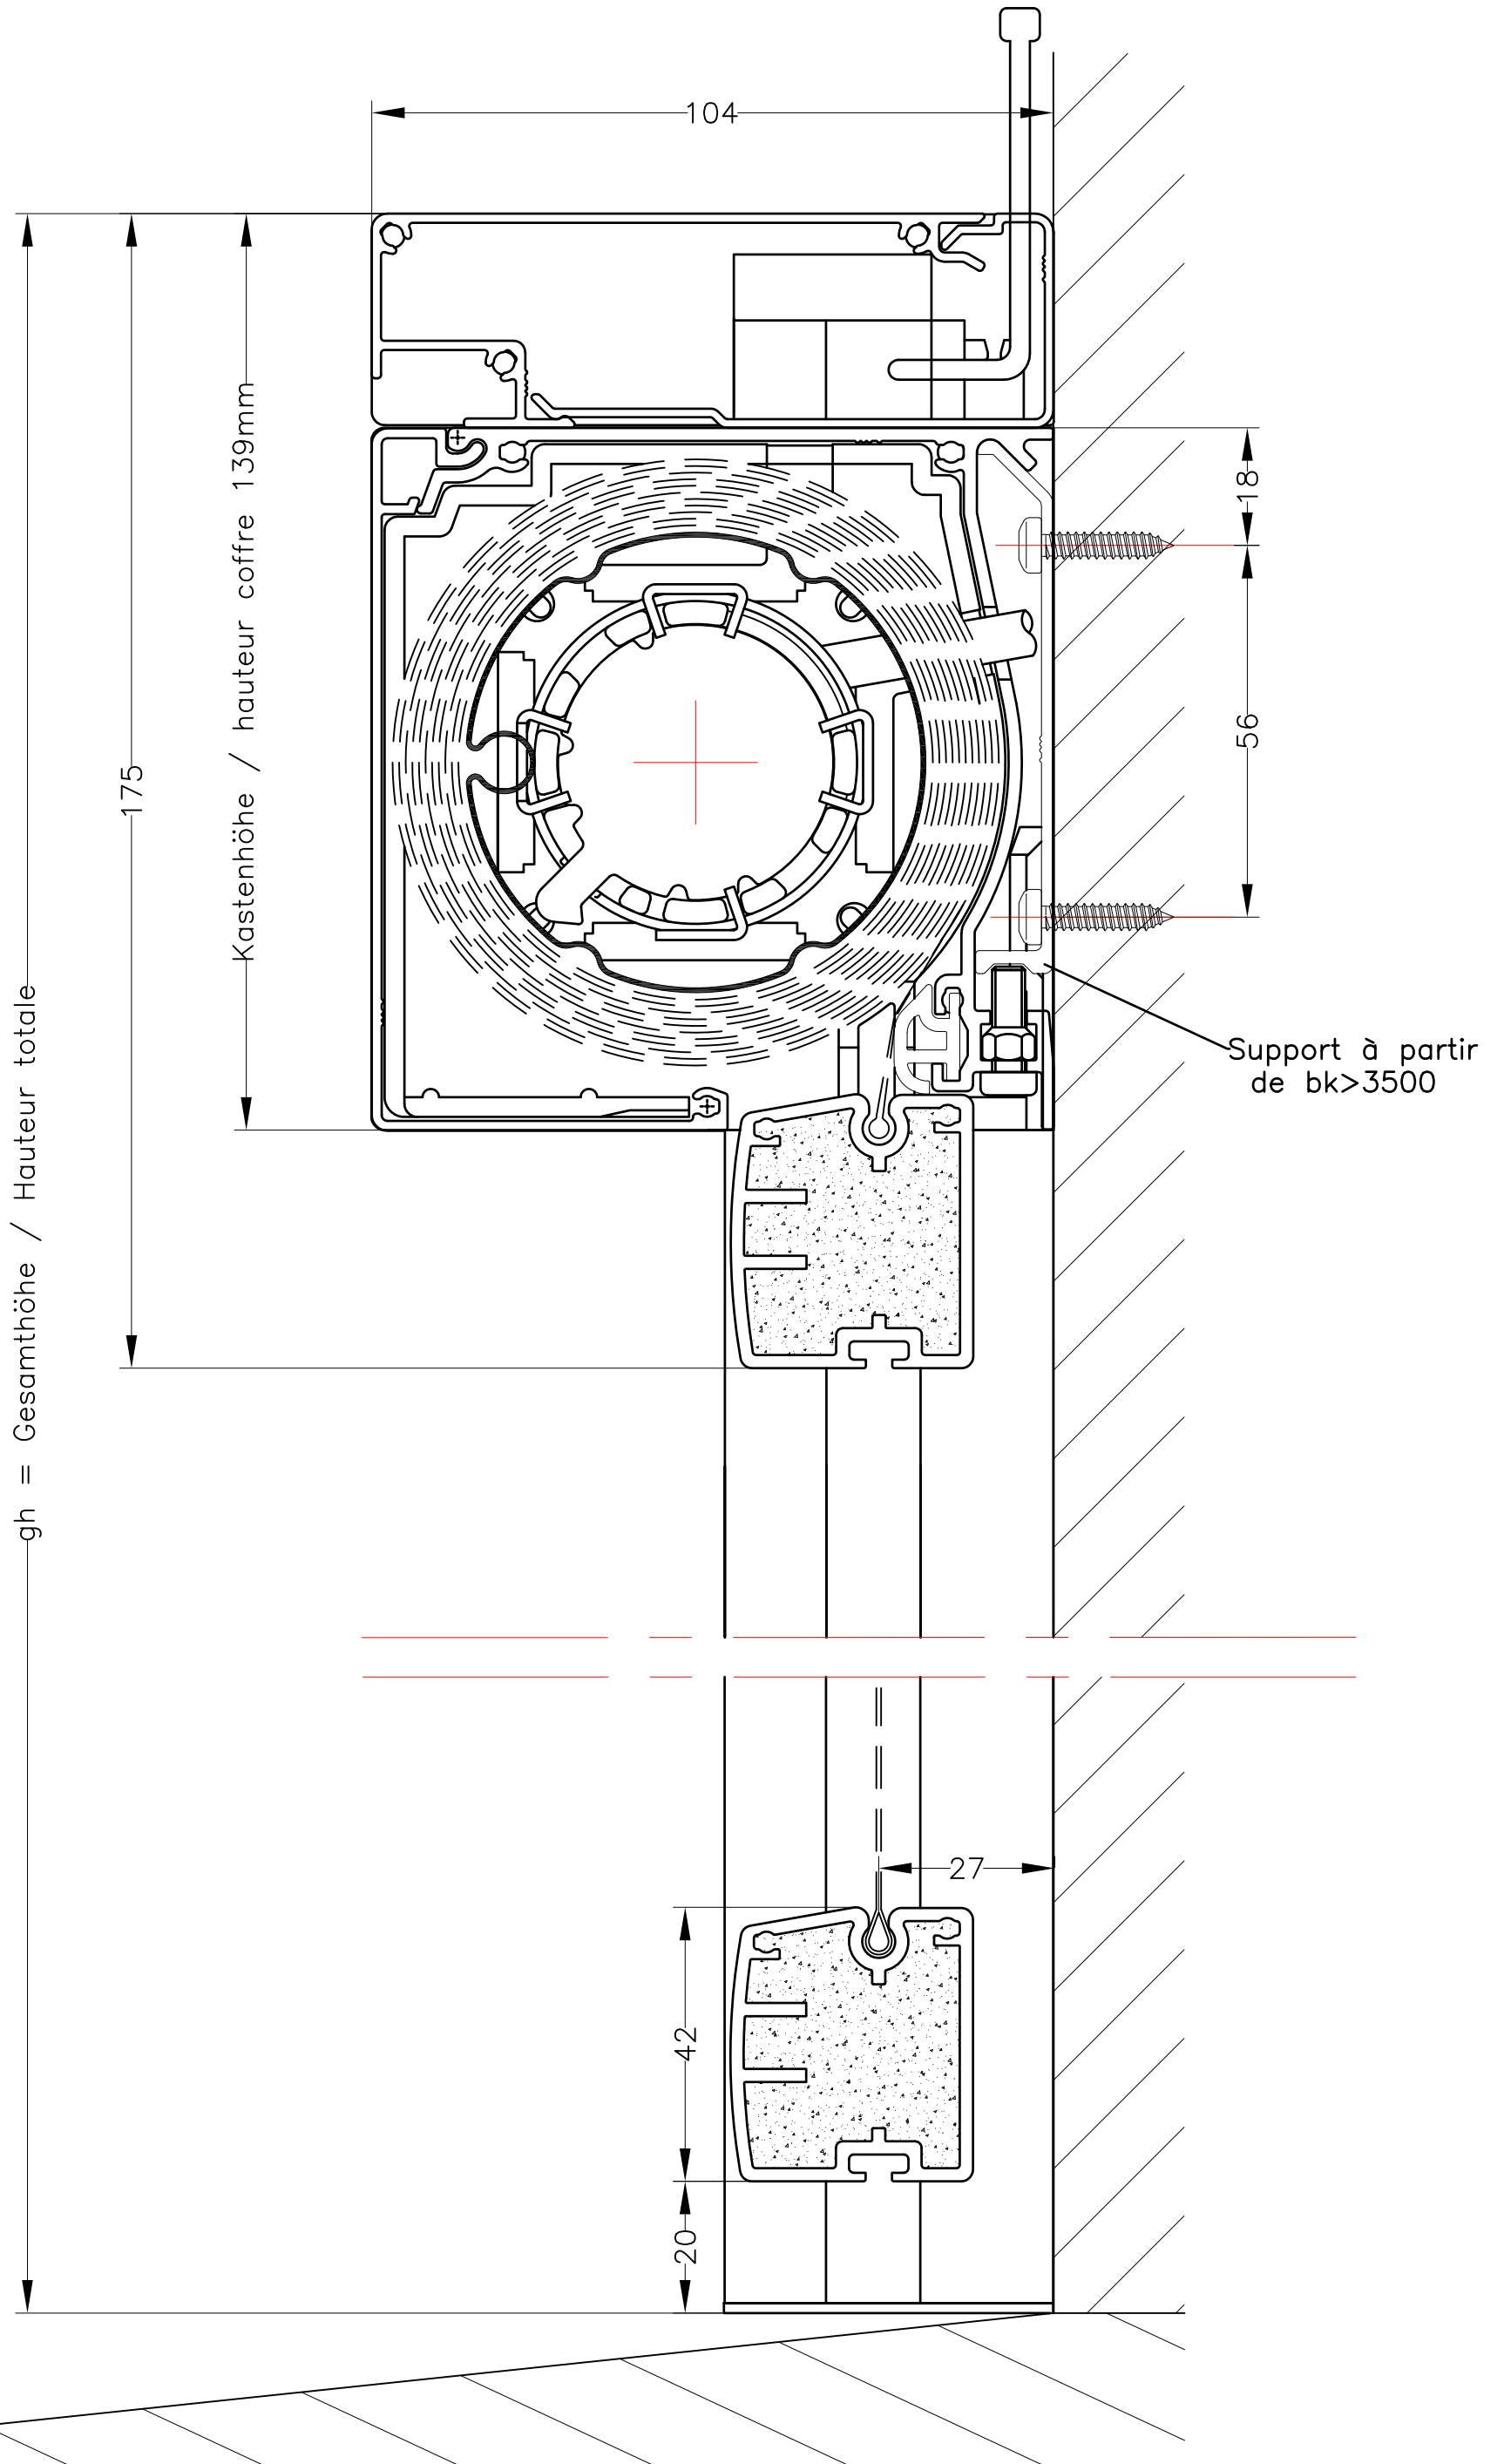 104
gh = Gesamthöhe / Hauteur totale
175
Kastenhöhe / hauteur coffre 139mm
18
56
Support à partir
de bk>3500
27
42
20